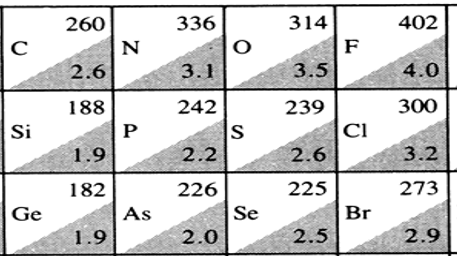 260 336 314 402
C N O F
2.6 3.1 3.5 4.0
188 242 239 300
Si P S Cl
1.9 2.2 2.6 3.2
182 226 225 273
Ge As Se Br
1.9 2.0 2.5 2.9